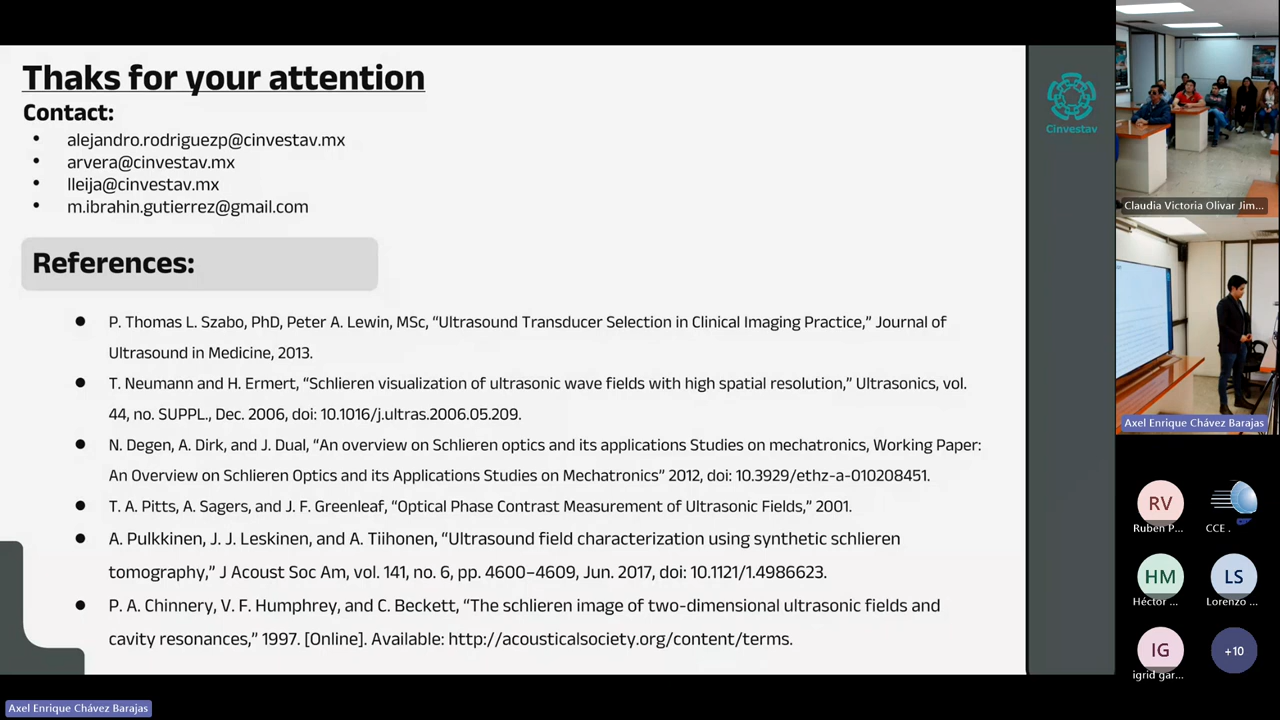 Thaks for your attention
Contact:
• alejandro.rodriguezp@cinvestav.mx
• arvera@cinvestav.mx
• lleija@cinvestav.mx
• m.ibrahin.gutierrez@gmail.com
References:
● P. Thomas L. Szabo, PhD, Peter A. Lewin, MSc, “Ultrasound Transducer Selection in Clinical Imaging Practice,” Journal of
Ultrasound in Medicine, 2013.
● T. Neumann and H. Ermert, “Schlieren visualization of ultrasonic wave fields with high spatial resolution,” Ultrasonics, vol.
44, no. SUPPL., Dec. 2006, doi: 10.1016/j.ultras.2006.05.209.
● N. Degen, A. Dirk, and J. Dual, “An overview on Schlieren optics and its applications Studies on mechatronics, Working Paper:
An Overview on Schlieren Optics and its Applications Studies on Mechatronics” 2012, doi: 10.3929/ethz-a-010208451.
● T. A. Pitts, A. Sagers, and J. F. Greenleaf, “Optical Phase Contrast Measurement of Ultrasonic Fields,” 2001.
● A. Pulkkinen, J. J. Leskinen, and A. Tiihonen, “Ultrasound field characterization using synthetic schlieren
tomography,” J Acoust Soc Am, vol. 141, no. 6, pp. 4600–4609, Jun. 2017, doi: 10.1121/1.4986623.
● P. A. Chinnery, V. F. Humphrey, and C. Beckett, “The schlieren image of two-dimensional ultrasonic fields and
cavity resonances,” 1997. [Online]. Available: http://acousticalsociety.org/content/terms.
Cinvestav
Claudia Victoria Olivar Jim...
Axel Enrique Chávez Barajas
RV
Ruben P...
CCE .
HM
Héctor ...
LS
Lorenzo ...
IG
igrid gar...
+10
Axel Enrique Chávez Barajas